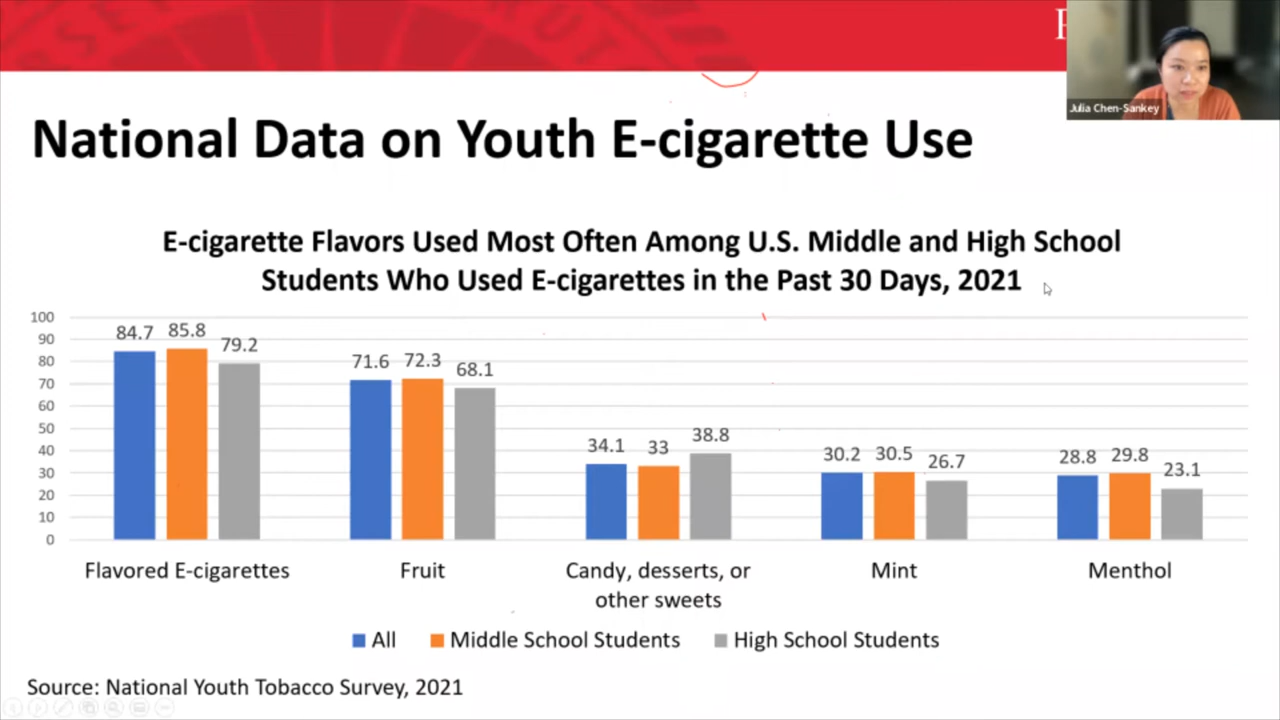 Julia Chen-Sankey
National Data on Youth E-cigarette Use
E-cigarette Flavors Used Most Often Among U.S. Middle and High School
Students Who Used E-cigarettes in the Past 30 Days, 2021
100
90
80
70
60
50
40
30
20
10
0
84.7 85.8 79.2
71.6 72.3 68.1
34.1 33 38.8
30.2 30.5 26.7
28.8 29.8 23.1
Flavored E-cigarettes
Fruit
Candy, desserts, or
other sweets
Mint
Menthol
All Middle School Students High School Students
Source: National Youth Tobacco Survey, 2021